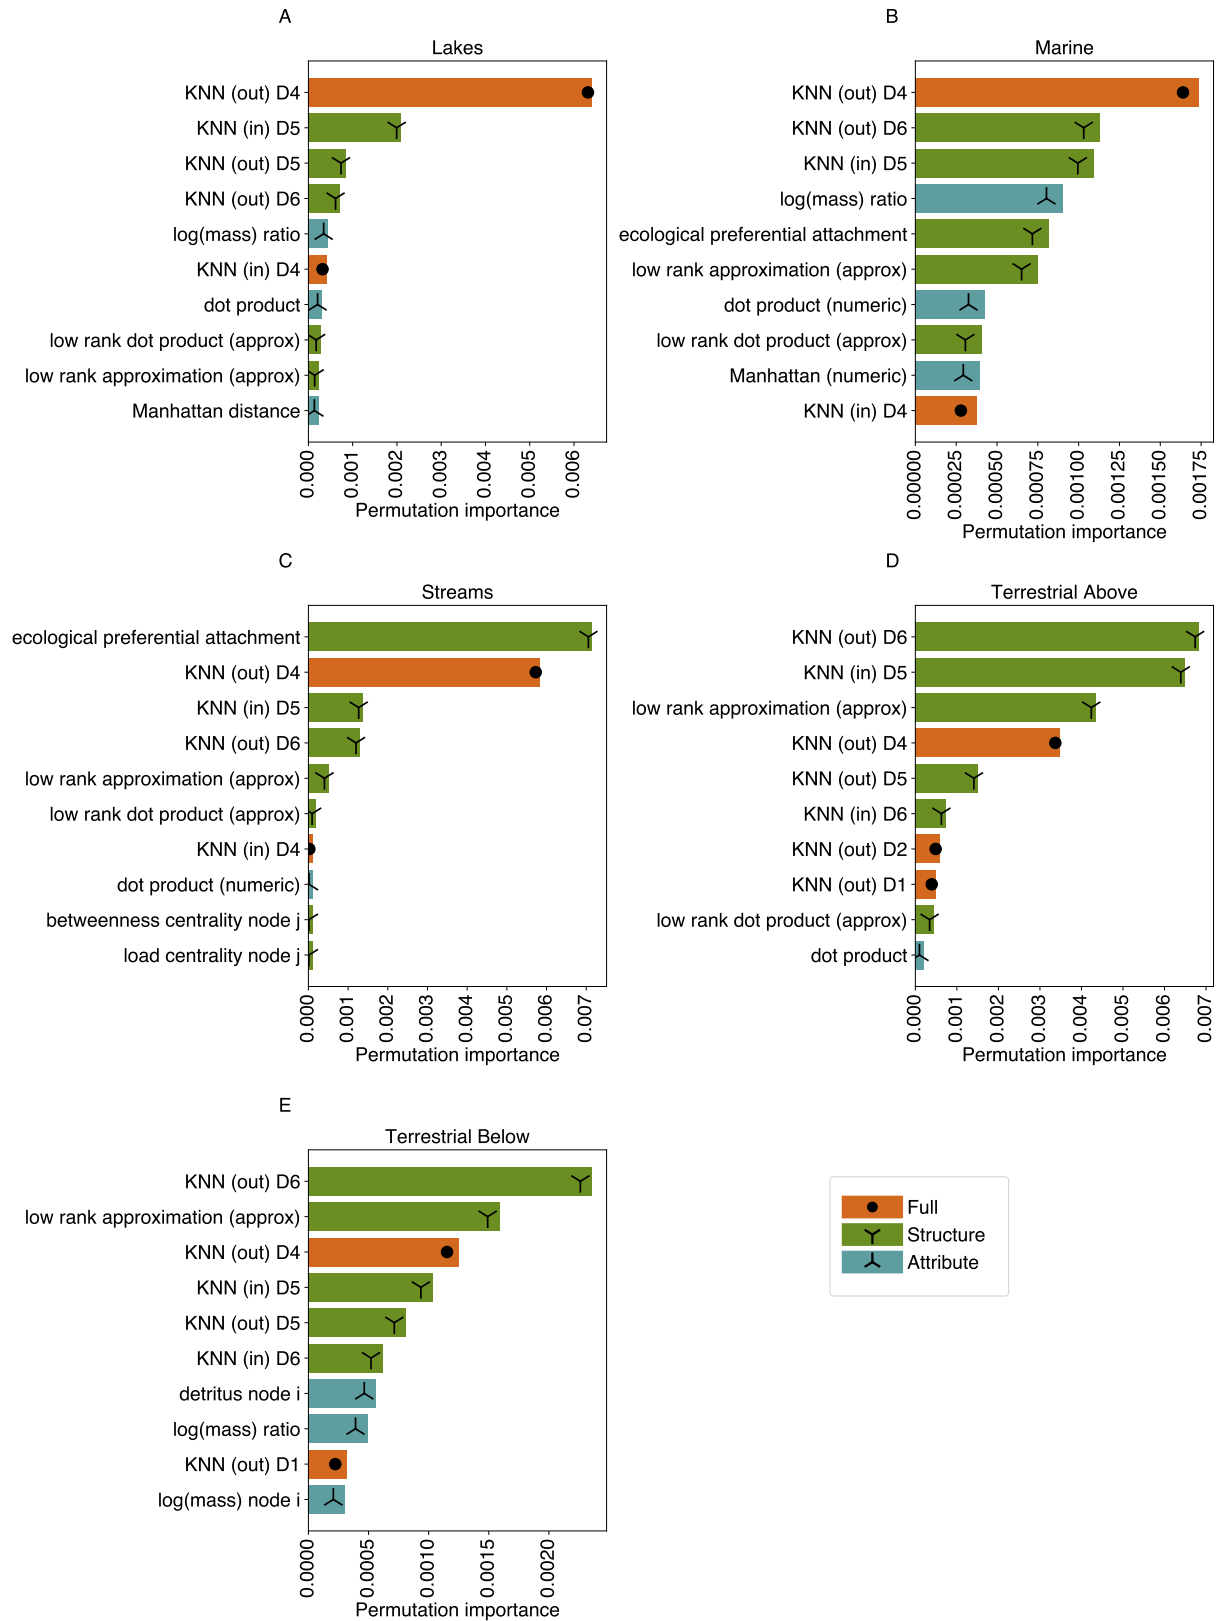 A
Lakes
KNN (out) D4
KNN (in) D5
KNN (out) D5
KNN (out) D6
log(mass) ratio
KNN (in) D4
dot product
low rank dot product (approx)
low rank approximation (approx)
Manhattan distance
0.000
0.001
0.002
0.003
0.004
0.005
0.006
Permutation importance
B
Marine
KNN (out) D4
KNN (out) D6
KNN (in) D5
log(mass) ratio
ecological preferential attachment
low rank approximation (approx)
dot product (numeric)
low rank dot product (approx)
Manhattan (numeric)
KNN (in) D4
0.00000
0.00025
0.00050
0.00075
0.00100
0.00125
0.00150
0.00175
Permutation importance
C
Streams
ecological preferential attachment
KNN (out) D4
KNN (in) D5
KNN (out) D6
low rank approximation (approx)
low rank dot product (approx)
KNN (in) D4
dot product (numeric)
betweenness centrality node j
load centrality node j
0.000
0.001
0.002
0.003
0.004
0.005
0.006
0.007
Permutation importance
D
Terrestrial Above
KNN (out) D6
KNN (in) D5
low rank approximation (approx)
KNN (out) D4
KNN (out) D5
KNN (in) D6
KNN (out) D2
KNN (out) D1
low rank dot product (approx)
dot product
0.000
0.001
0.002
0.003
0.004
0.005
0.006
0.007
Permutation importance
E
Terrestrial Below
KNN (out) D6
low rank approximation (approx)
KNN (out) D4
KNN (in) D5
KNN (out) D5
KNN (in) D6
detritus node i
log(mass) ratio
KNN (out) D1
log(mass) node i
0.0000
0.0005
0.0010
0.0015
0.0020
Permutation importance
Full
Structure
Attribute